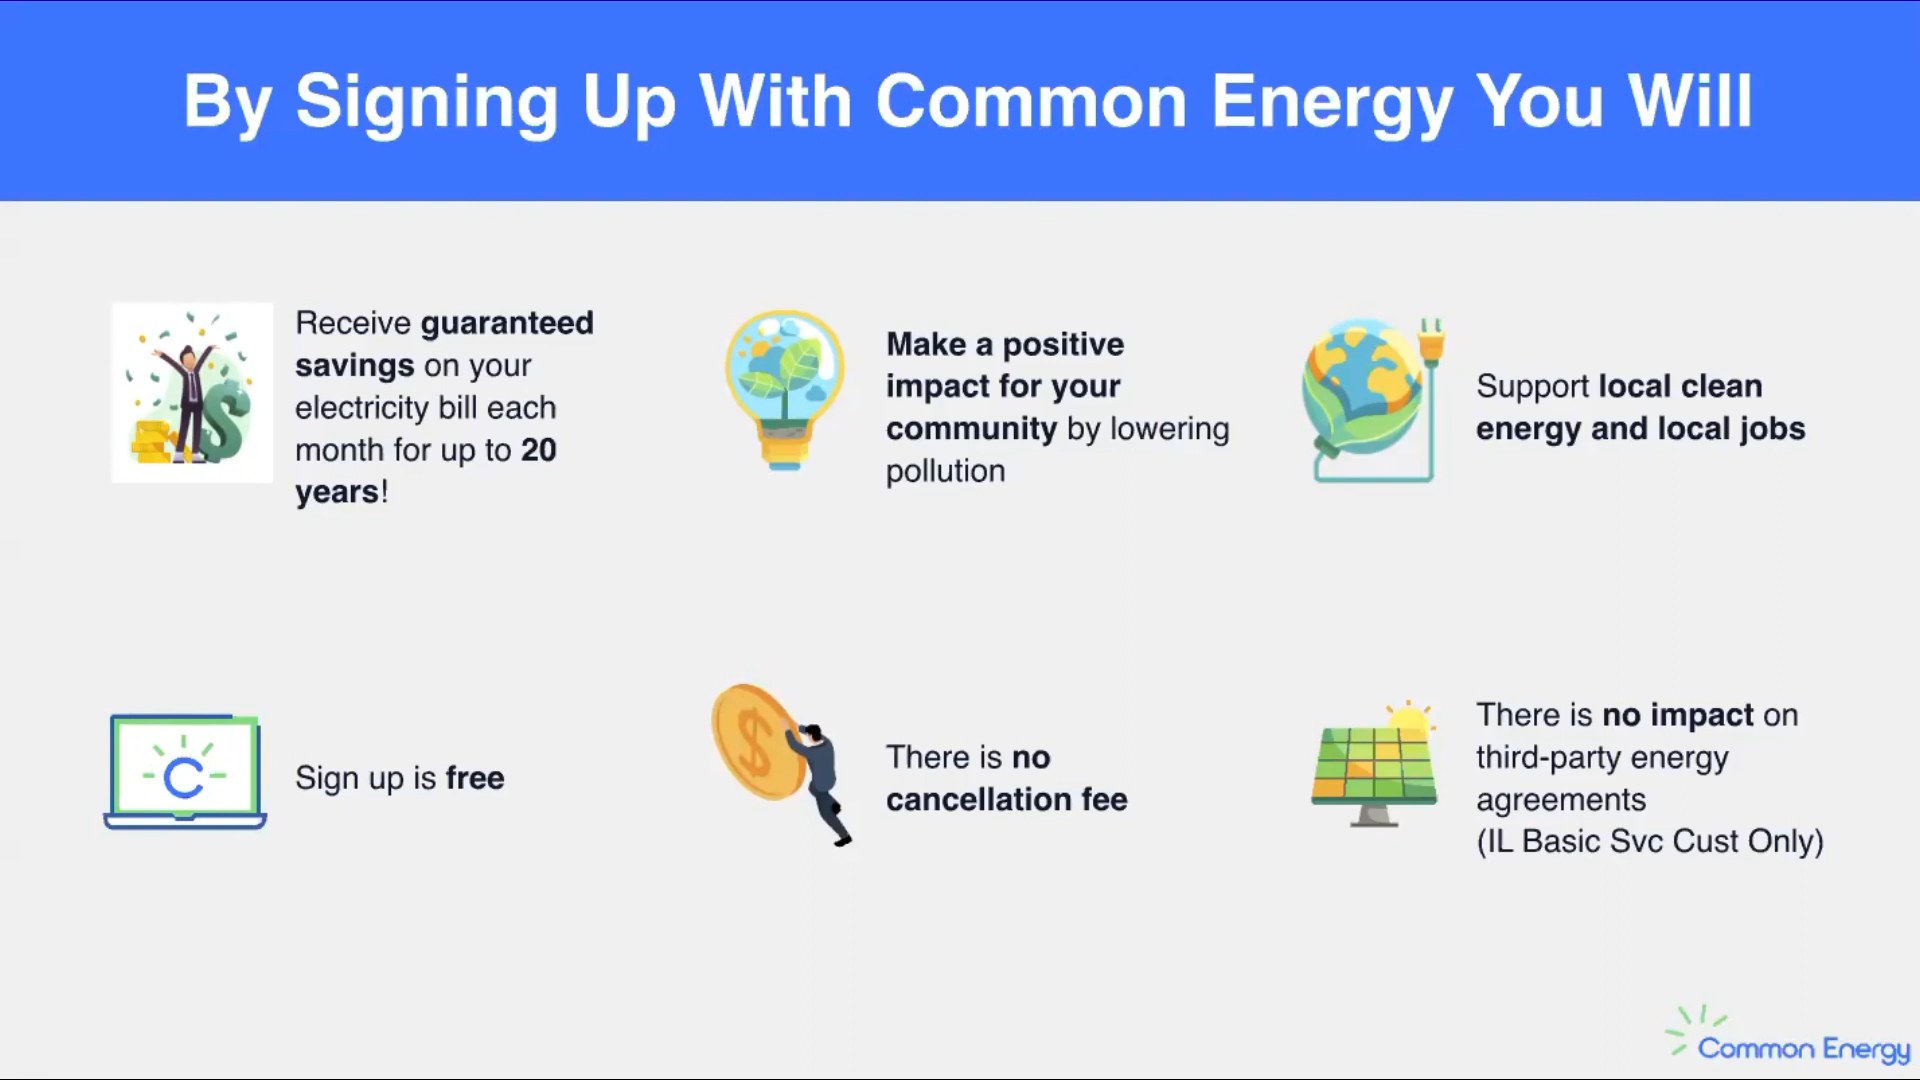 By Signing Up With Common Energy You Will
Receive guaranteed
savings on your
electricity bill each
month for up to 20
years!
Make a positive
impact for your
community by lowering
pollution
Support local clean
energy and local jobs
C
Sign up is free
$
There is no
cancellation fee
There is no impact on
third-party energy
agreements
(IL Basic Svc Cust Only)
Common Energy